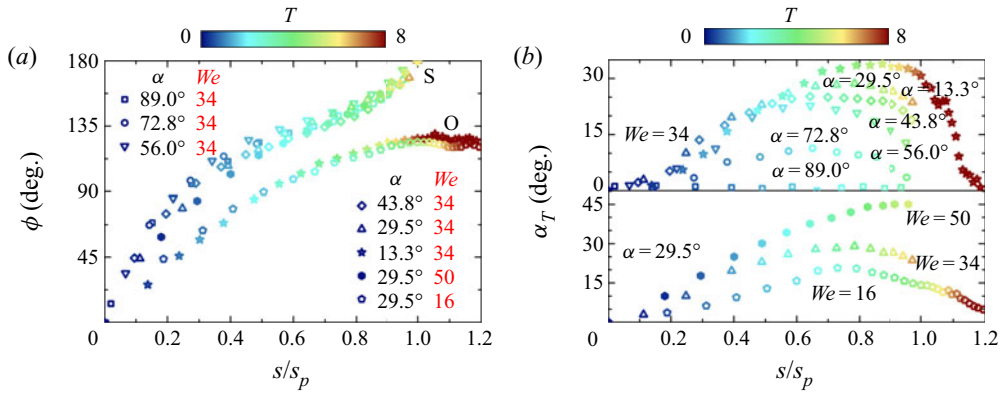 T
0 8
(a)
180
135
90
45
0
ϕ (deg.)
α We
89.0° 34
72.8° 34
56.0° 34
S
O
α We
43.8° 34
29.5° 34
13.3° 34
29.5° 50
29.5° 16
0 0.2 0.4 0.6 0.8 1.0 1.2
s/sp
T
0 8
(b)
30
15
0
45
30
15
αT (deg.)
We = 34
α = 29.5°
α = 13.3°
α = 43.8°
α = 72.8°
α = 56.0°
α = 89.0°
We = 50
α = 29.5°
We = 34
We = 16
0 0.2 0.4 0.6 0.8 1.0 1.2
s/sp